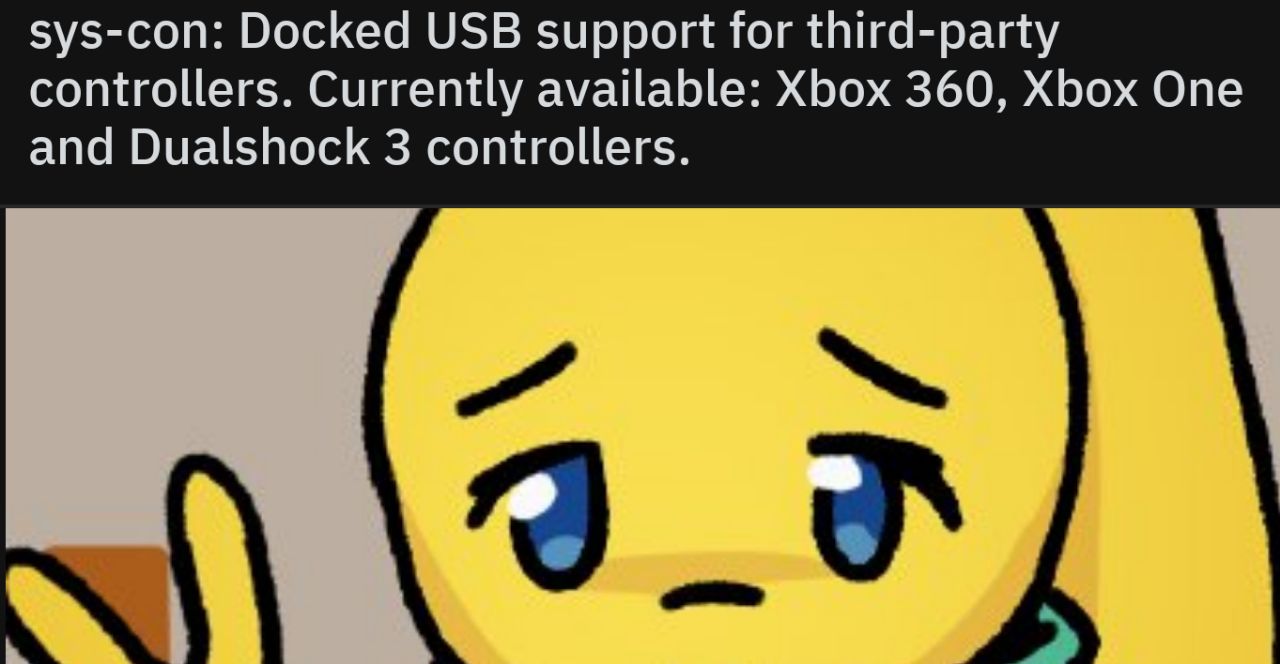 sys-con: Docked USB support for third-party
controllers. Currently available: Xbox 360, Xbox One
and Dualshock 3 controllers.